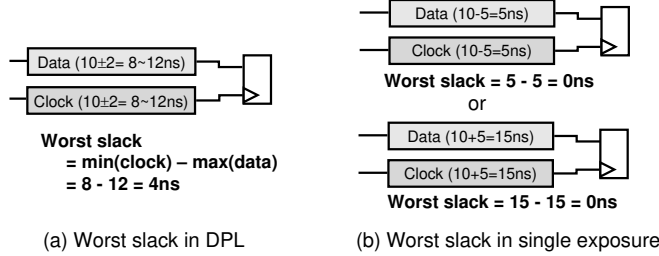 Data (10±2= 8~12ns)
Clock (10±2= 8~12ns)
Worst slack
= min(clock) – max(data)
= 8 - 12 = 4ns
(a) Worst slack in DPL
Data (10-5=5ns)
Clock (10-5=5ns)
Worst slack = 5 - 5 = 0ns
or
Data (10+5=15ns)
Clock (10+5=15ns)
Worst slack = 15 - 15 = 0ns
(b) Worst slack in single exposure